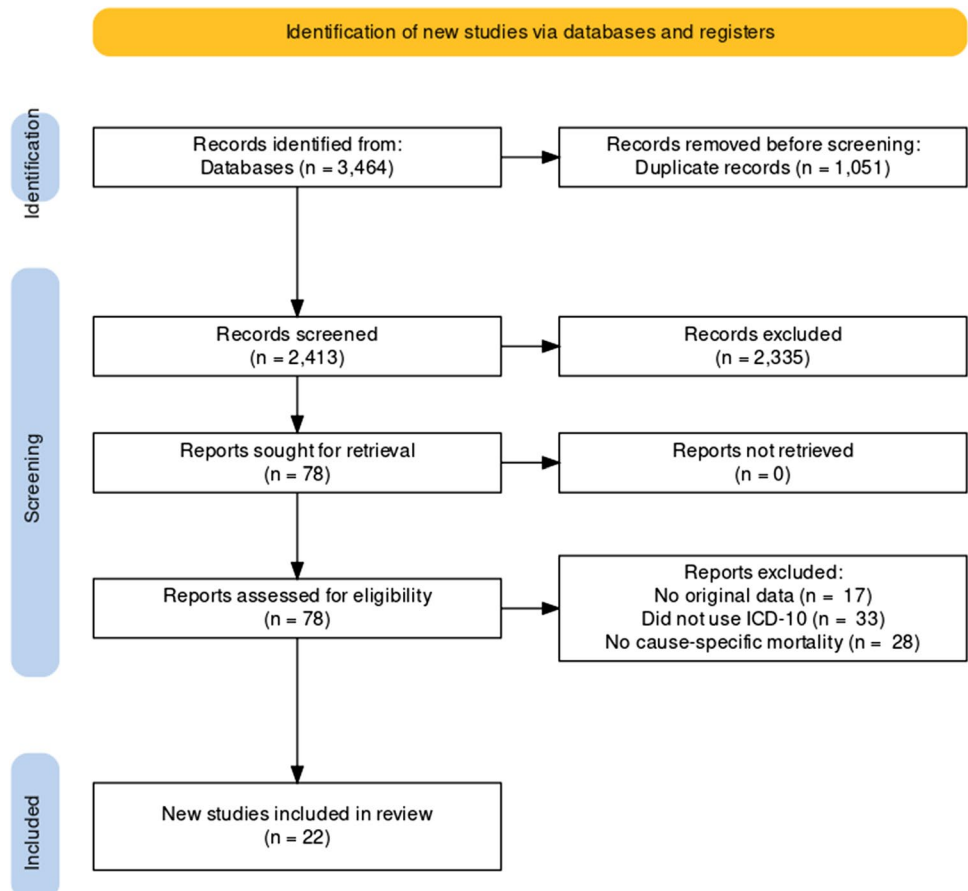 Identification of new studies via databases and registers
Identification
Records identified from:
Databases (n = 3,464)
Records removed before screening:
Duplicate records (n = 1,051)
Screening
Records screened
(n = 2,413)
Records excluded
(n = 2,335)
Reports sought for retrieval
(n = 78)
Reports not retrieved
(n = 0)
Reports assessed for eligibility
(n = 78)
Reports excluded:
No original data (n = 17)
Did not use ICD-10 (n = 33)
No cause-specific mortality (n = 28)
Included
New studies included in review
(n = 22)